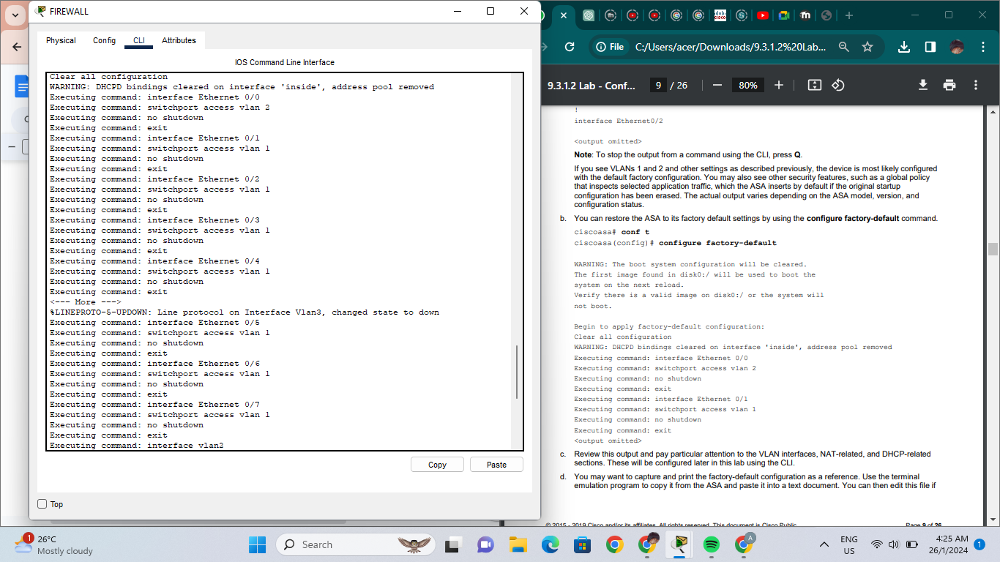 FIREWALL
Physical
Config
CLI
Attributes
IOS Command Line Interface
Clear all configuration
WARNING: DHCPD bindings cleared on interface 'inside', address pool removed
Executing command: interface Ethernet 0/0
Executing command: switchport access vlan 2
Executing command: no shutdown
Executing command: exit
Executing command: interface Ethernet 0/1
Executing command: switchport access vlan 1
Executing command: no shutdown
Executing command: exit
Executing command: interface Ethernet 0/2
Executing command: switchport access vlan 1
Executing command: no shutdown
Executing command: exit
Executing command: interface Ethernet 0/3
Executing command: switchport access vlan 1
Executing command: no shutdown
Executing command: exit
Executing command: interface Ethernet 0/4
Executing command: switchport access vlan 1
Executing command: no shutdown
Executing command: exit
<--- More --->
%LINEPROTO-5-UPDOWN: Line protocol on Interface Vlan3, changed state to down
Executing command: interface Ethernet 0/5
Executing command: switchport access vlan 1
Executing command: no shutdown
Executing command: exit
Executing command: interface Ethernet 0/6
Executing command: switchport access vlan 1
Executing command: no shutdown
Executing command: exit
Executing command: interface Ethernet 0/7
Executing command: switchport access vlan 1
Executing command: no shutdown
Executing command: exit
Executing command: interface vlan2
Copy
Paste
Top
File
C:/Users/acer/Downloads/9.3.1.2%20Lab...
9.3.1.2 Lab - Conf...
9 / 26
80%
!
interface Ethernet0/2
<output omitted>
Note: To stop the output from a command using the CLI, press Q.
If you see VLANs 1 and 2 and other settings as described previously, the device is most likely configured
with the default factory configuration. You may also see other security features, such as a global policy
that inspects selected application traffic, which the ASA inserts by default if the original startup
configuration has been erased. The actual output varies depending on the ASA model, version, and
configuration status.
b. You can restore the ASA to its factory default settings by using the configure factory-default command.
ciscoasa# conf t
ciscoasa(config)# configure factory-default
WARNING: The boot system configuration will be cleared.
The first image found in disk0:/ will be used to boot the
system on the next reload.
Verify there is a valid image on disk0:/ or the system will
not boot.
Begin to apply factory-default configuration:
Clear all configuration
WARNING: DHCPD bindings cleared on interface 'inside', address pool removed
Executing command: interface Ethernet 0/0
Executing command: switchport access vlan 2
Executing command: no shutdown
Executing command: exit
Executing command: interface Ethernet 0/1
Executing command: switchport access vlan 1
Executing command: no shutdown
Executing command: exit
<output omitted>
c. Review this output and pay particular attention to the VLAN interfaces, NAT-related, and DHCP-related
sections. These will be configured later in this lab using the CLI.
d. You may want to capture and print the factory-default configuration as a reference. Use the terminal
emulation program to copy it from the ASA and paste it into a text document. You can then edit this file if
© 2015 - 2019 Cisco and/or its affiliates. All rights reserved. This document is Cisco Public. Page 9 of 26
1
26°C
Mostly cloudy
Search
A
ENG
US
4:25 AM
26/1/2024
1